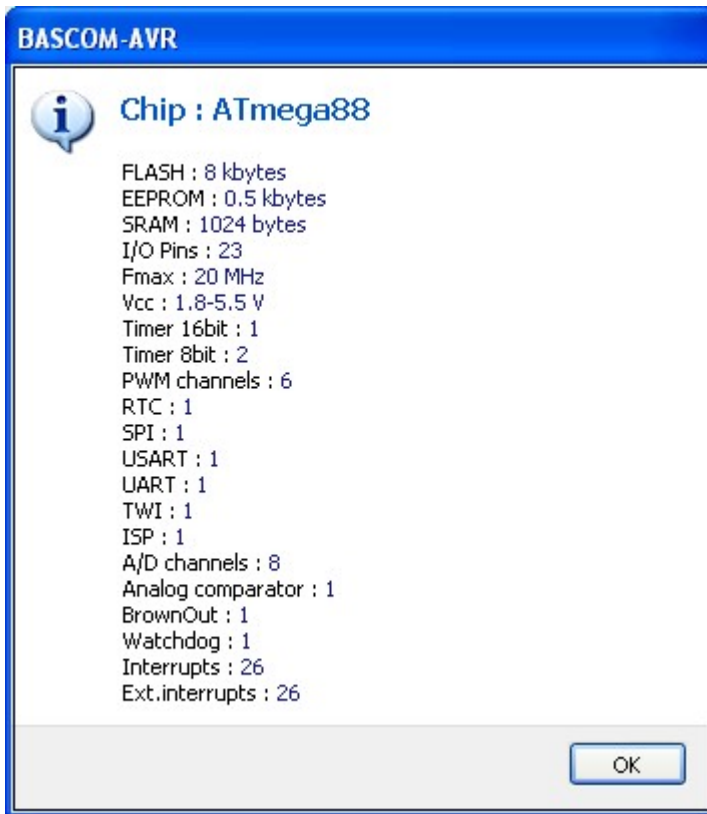 BASCOM-AVR
Chip : ATmega88
FLASH : 8 kbytes
EEPROM : 0.5 kbytes
SRAM : 1024 bytes
I/O Pins : 23
Fmax : 20 MHz
Vcc : 1.8-5.5 V
Timer 16bit : 1
Timer 8bit : 2
PWM channels : 6
RTC : 1
SPI : 1
USART : 1
UART : 1
TWI : 1
ISP : 1
A/D channels : 8
Analog comparator : 1
BrownOut : 1
Watchdog : 1
Interrupts : 26
Ext.interrupts : 26
OK